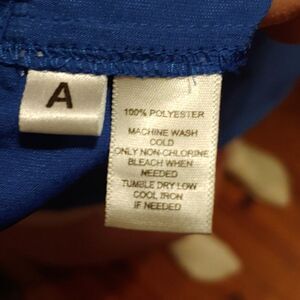 A
100% POLYESTER
MACHINE WASH
COLD
ONLY NON-CHLORINE
BLEACH WHEN
NEEDED
TUMBLE DRY LOW
COOL IRON
IF NEEDED